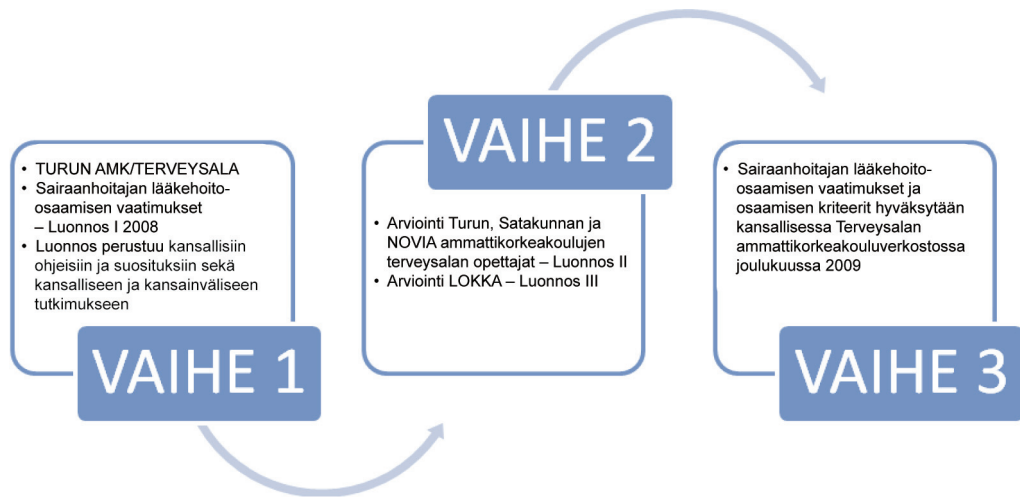 • TURUN AMK/TERVEYSALA
• Sairaanhoitajan lääkehoito-
osaamisen vaatimukset
– Luonnos I 2008
• Luonnos perustuu kansallisiin
ohjeisiin ja suosituksiin sekä
kansalliseen ja kansainväliseen
tutkimukseen
VAIHE 1
VAIHE 2
• Arviointi Turun, Satakunnan ja
NOVIA ammattikorkeakoulujen
terveysalan opettajat – Luonnos II
• Arviointi LOKKA – Luonnos III
• Sairaanhoitajan lääkehoito-
osaamisen vaatimukset ja
osaamisen kriteerit hyväksytään
kansallisessa Terveysalan
ammattikorkeakouluverkostossa
joulukuussa 2009
VAIHE 3